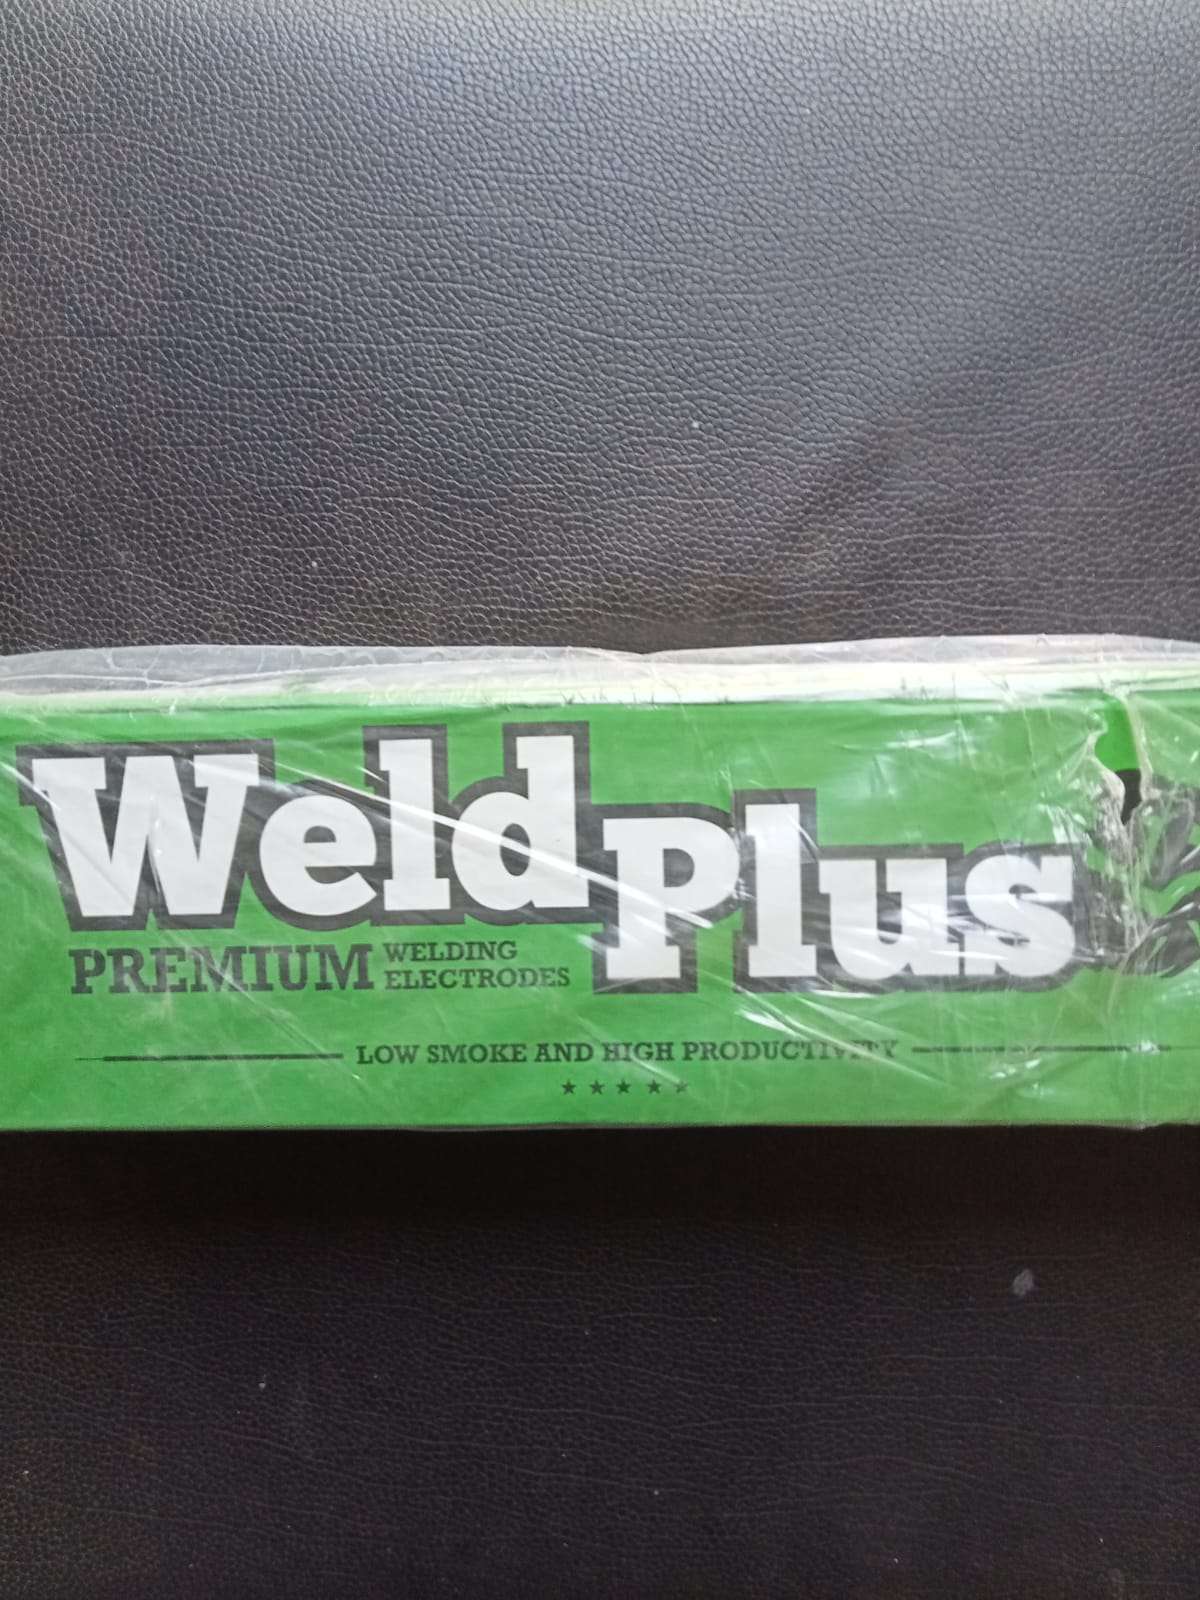 Weld Plus
PREMIUM WELDING
ELECTRODES
LOW SMOKE AND HIGH PRODUCTIVITY